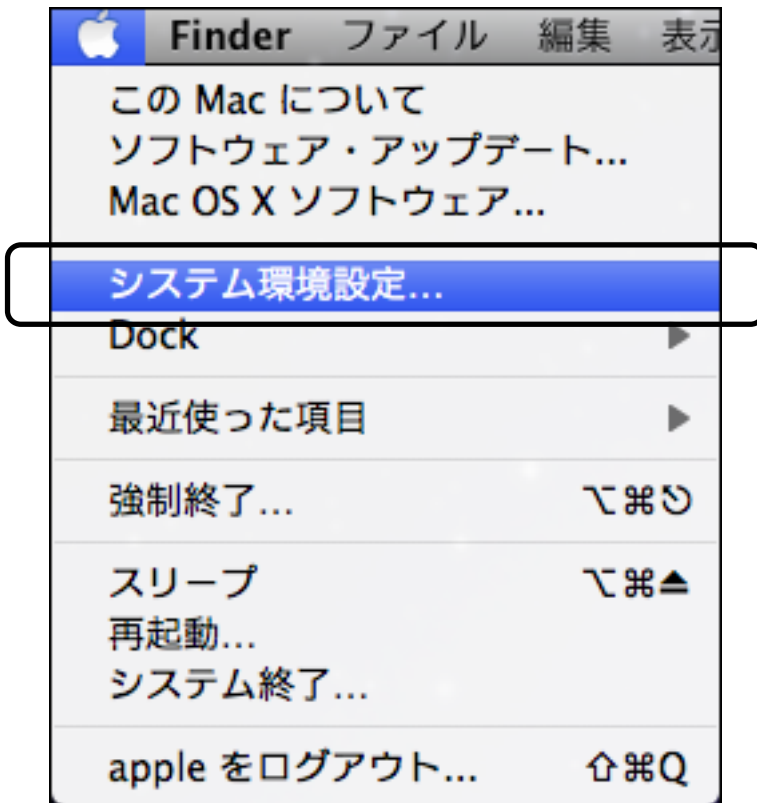 Finder ファイル 編集 表示
この Mac について
ソフトウェア・アップデート...
Mac OS X ソフトウェア...
システム環境設定...
Dock
最近使った項目
強制終了... ⌥⌘⎋
スリープ ⌥⌘⏏
再起動...
システム終了...
apple をログアウト... ⇧⌘Q